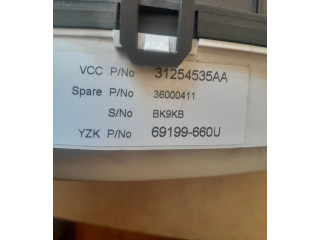 VCC P/No 31254535AA
Spare P/No 36000411
S/No BK9KB
YZK P/No 69199-660U